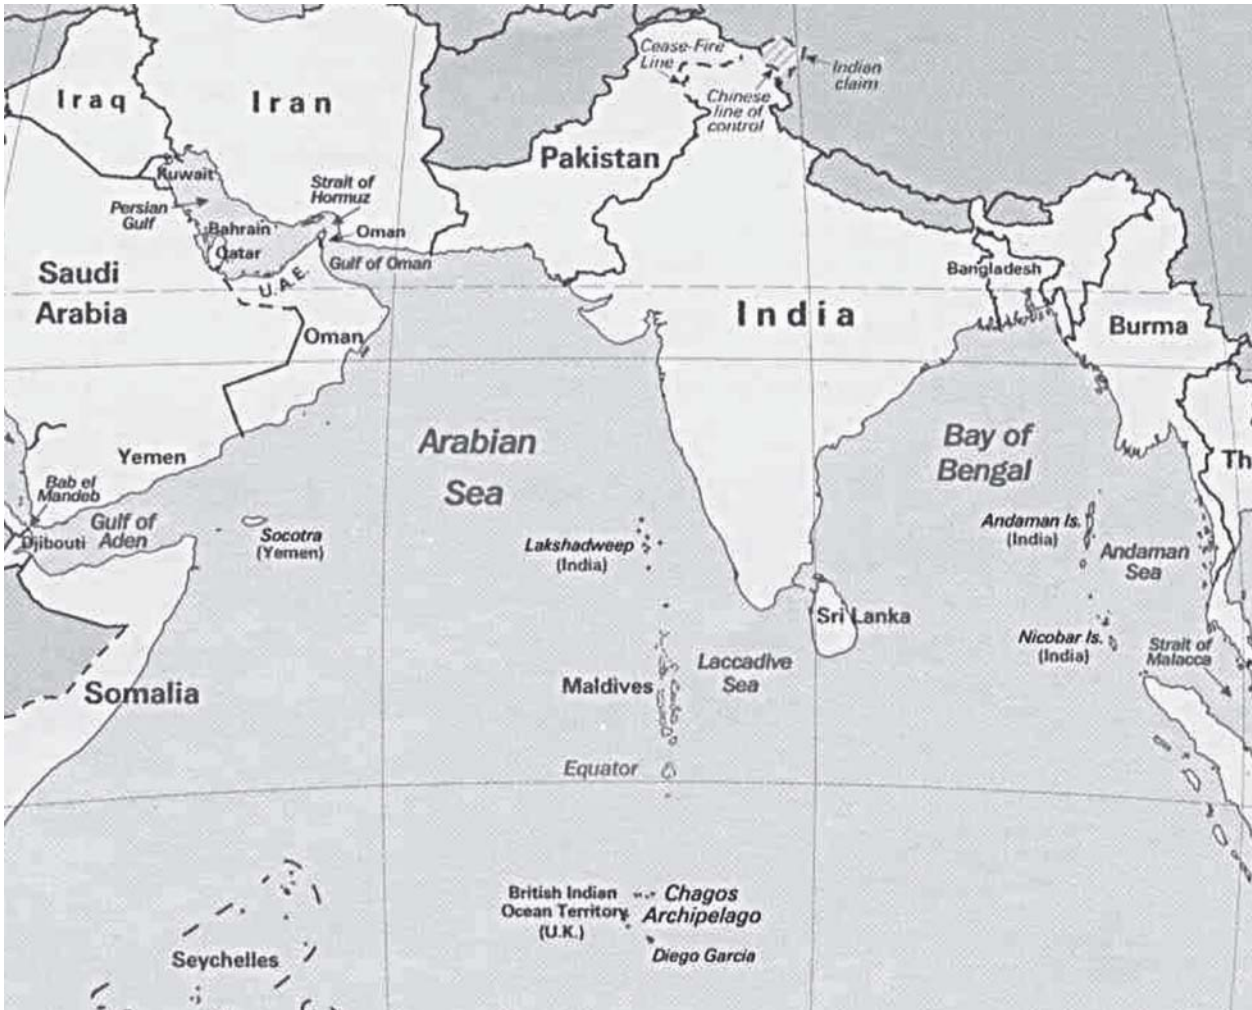 Cease-Fire
Line
Indian
claim
Chinese
line of
control
Iraq
Iran
Pakistan
Kuwait
Strait of
Hormuz
Persian
Gulf
Bahrain
Oman
Qatar
Gulf of Oman
U.A.E.
Saudi
Arabia
Bangladesh
India
Burma
Oman
Arabian
Sea
Bay of
Bengal
Yemen
Th
Bab el
Mandeb
Gulf of
Aden
Djibouti
Socotra
(Yemen)
Lakshadweep
(India)
Andaman Is.
(India)
Andaman
Sea
Sri Lanka
Nicobar Is.
(India)
Strait of
Malacca
Laccadive
Sea
Maldives
Somalia
Equator
British Indian
Ocean Territory
(U.K.)
Chagos
Archipelago
Diego Garcia
Seychelles